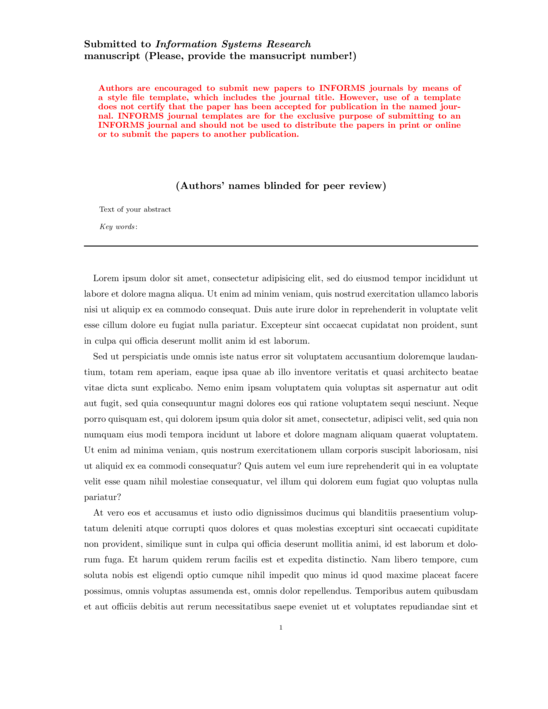 Submitted to Information Systems Research
manuscript (Please, provide the mansucript number!)
Authors are encouraged to submit new papers to INFORMS journals by means of
a style file template, which includes the journal title. However, use of a template
does not certify that the paper has been accepted for publication in the named jour-
nal. INFORMS journal templates are for the exclusive purpose of submitting to an
INFORMS journal and should not be used to distribute the papers in print or online
or to submit the papers to another publication.
(Authors' names blinded for peer review)
Text of your abstract
Key words:
Lorem ipsum dolor sit amet, consectetur adipisicing elit, sed do eiusmod tempor incididunt ut
labore et dolore magna aliqua. Ut enim ad minim veniam, quis nostrud exercitation ullamco laboris
nisi ut aliquip ex ea commodo consequat. Duis aute irure dolor in reprehenderit in voluptate velit
esse cillum dolore eu fugiat nulla pariatur. Excepteur sint occaecat cupidatat non proident, sunt
in culpa qui officia deserunt mollit anim id est laborum.
Sed ut perspiciatis unde omnis iste natus error sit voluptatem accusantium doloremque laudan-
tium, totam rem aperiam, eaque ipsa quae ab illo inventore veritatis et quasi architecto beatae
vitae dicta sunt explicabo. Nemo enim ipsam voluptatem quia voluptas sit aspernatur aut odit
aut fugit, sed quia consequuntur magni dolores eos qui ratione voluptatem sequi nesciunt. Neque
porro quisquam est, qui dolorem ipsum quia dolor sit amet, consectetur, adipisci velit, sed quia non
numquam eius modi tempora incidunt ut labore et dolore magnam aliquam quaerat voluptatem.
Ut enim ad minima veniam, quis nostrum exercitationem ullam corporis suscipit laboriosam, nisi
ut aliquid ex ea commodi consequatur? Quis autem vel eum iure reprehenderit qui in ea voluptate
velit esse quam nihil molestiae consequatur, vel illum qui dolorem eum fugiat quo voluptas nulla
pariatur?
At vero eos et accusamus et iusto odio dignissimos ducimus qui blanditiis praesentium volup-
tatum deleniti atque corrupti quos dolores et quas molestias excepturi sint occaecati cupiditate
non provident, similique sunt in culpa qui officia deserunt mollitia animi, id est laborum et dolo-
rum fuga. Et harum quidem rerum facilis est et expedita distinctio. Nam libero tempore, cum
soluta nobis est eligendi optio cumque nihil impedit quo minus id quod maxime placeat facere
possimus, omnis voluptas assumenda est, omnis dolor repellendus. Temporibus autem quibusdam
et aut officiis debitis aut rerum necessitatibus saepe eveniet ut et voluptates repudiandae sint et
1